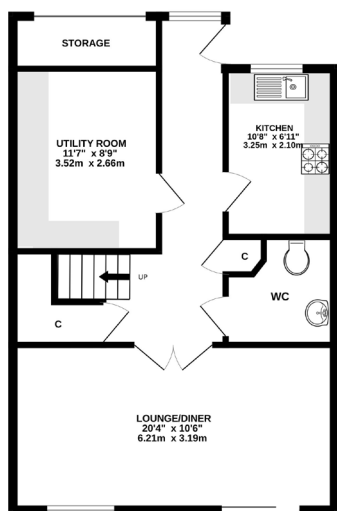 STORAGE
UTILITY ROOM
11'7" x 8'9"
3.52m x 2.66m
KITCHEN
10'8" x 6'11"
3.25m x 2.10m
UP
C
C
WC
LOUNGE/DINER
20'4" x 10'6"
6.21m x 3.19m